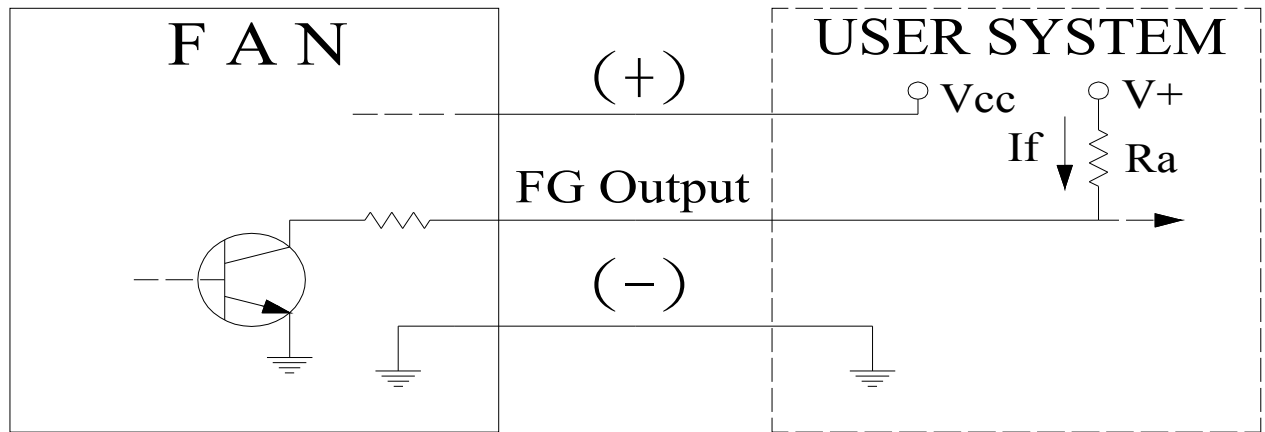 F A N
USER SYSTEM
(+)
Vcc
V+
If
Ra
FG Output
(-)